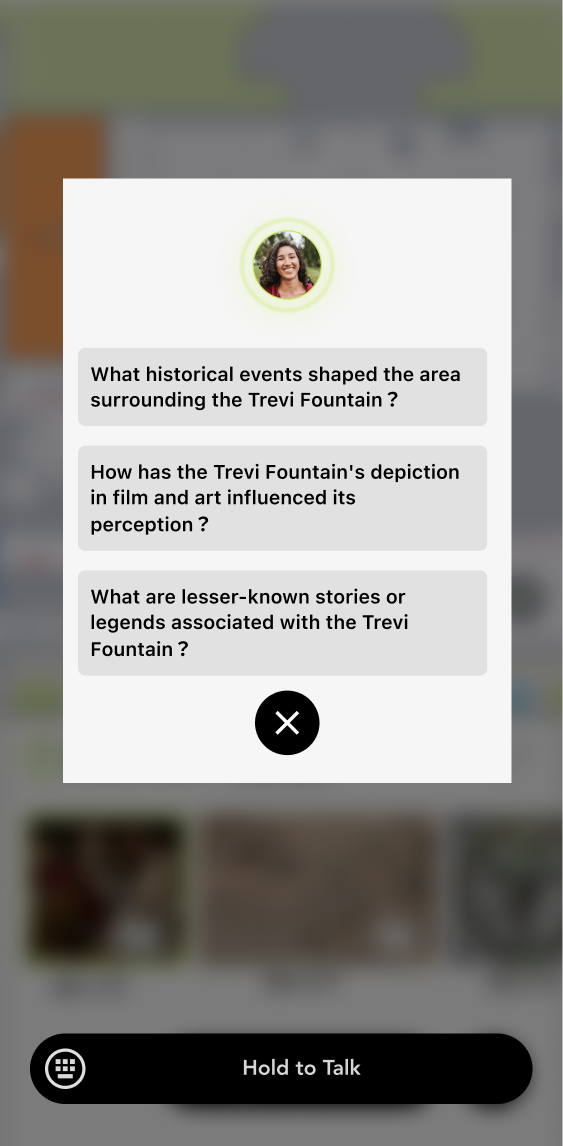 What historical events shaped the area
surrounding the Trevi Fountain ?
How has the Trevi Fountain's depiction
in film and art influenced its
perception ?
What are lesser-known stories or
legends associated with the Trevi
Fountain ?
Hold to Talk